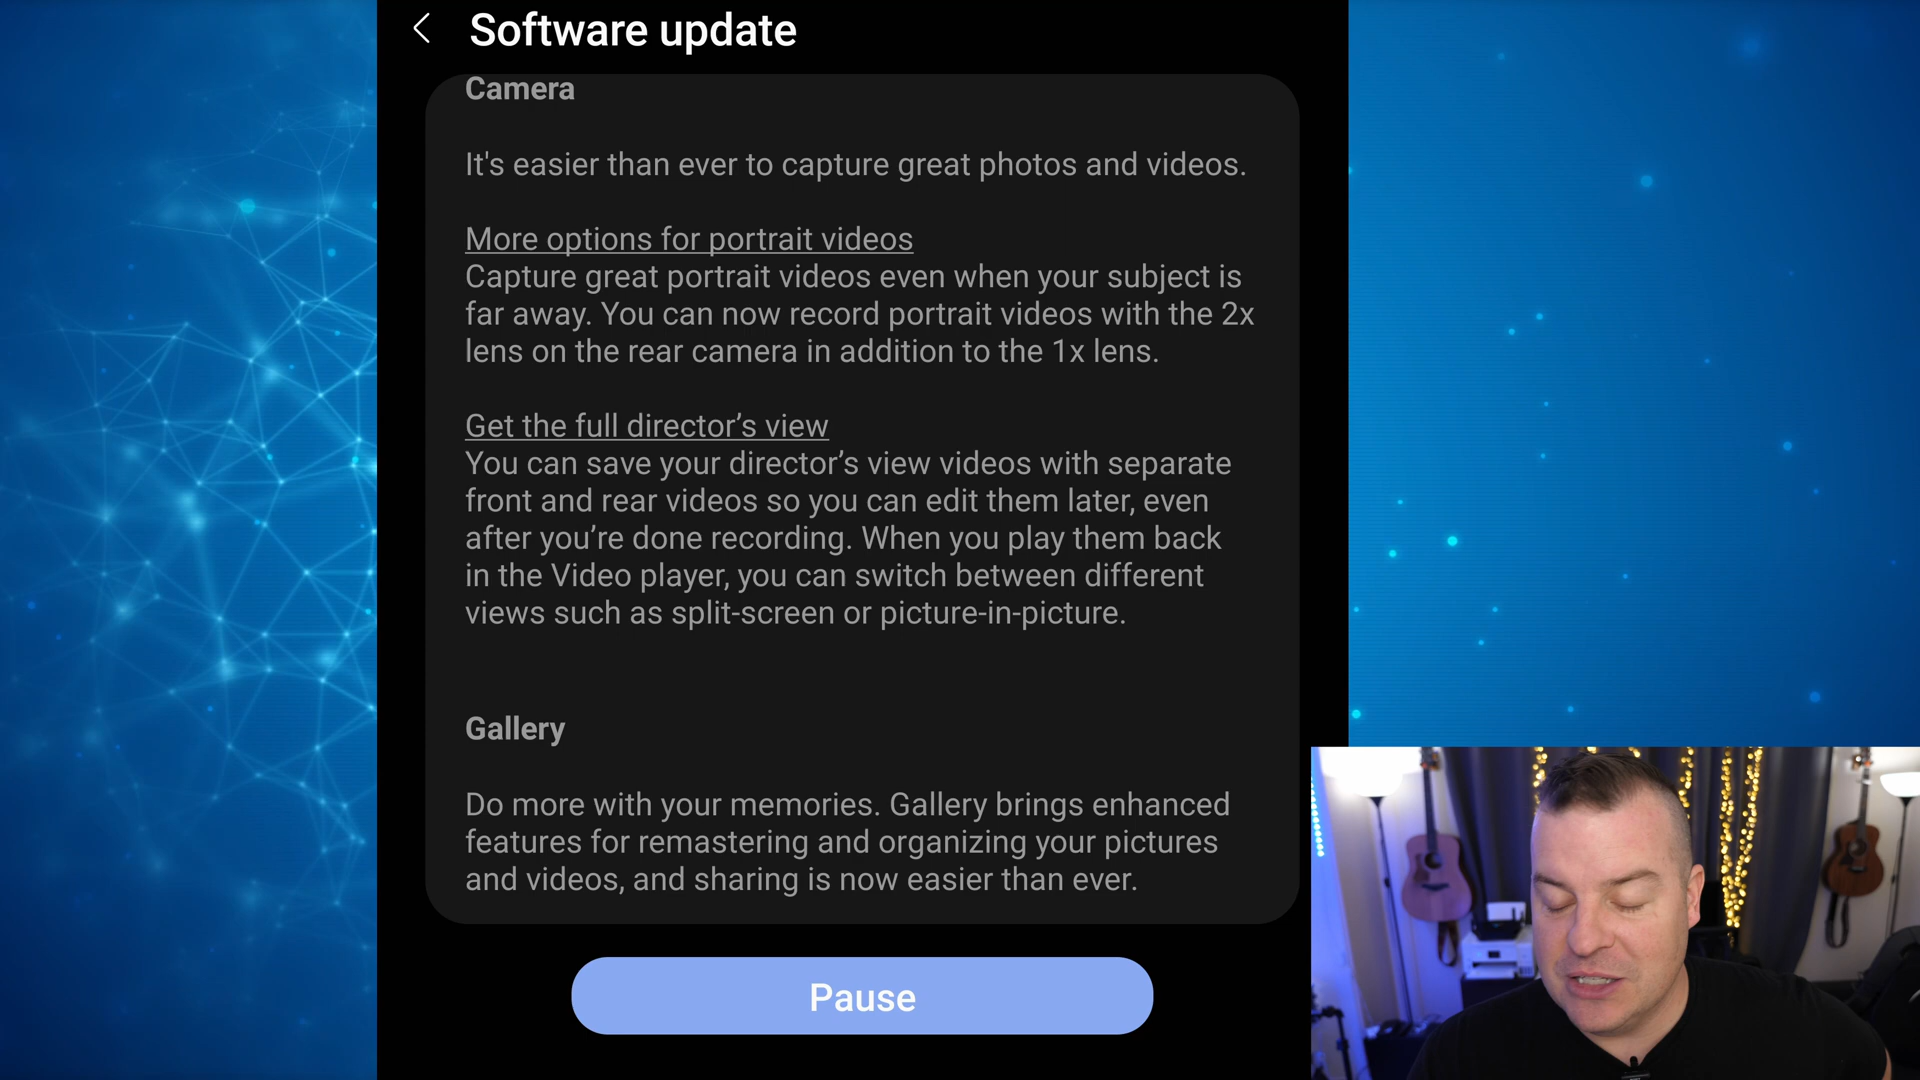 Software update
Camera
It's easier than ever to capture great photos and videos.
More options for portrait videos
Capture great portrait videos even when your subject is
far away. You can now record portrait videos with the 2x
lens on the rear camera in addition to the 1x lens.
Get the full director’s view
You can save your director’s view videos with separate
front and rear videos so you can edit them later, even
after you’re done recording. When you play them back
in the Video player, you can switch between different
views such as split-screen or picture-in-picture.
Gallery
Do more with your memories. Gallery brings enhanced
features for remastering and organizing your pictures
and videos, and sharing is now easier than ever.
Pause